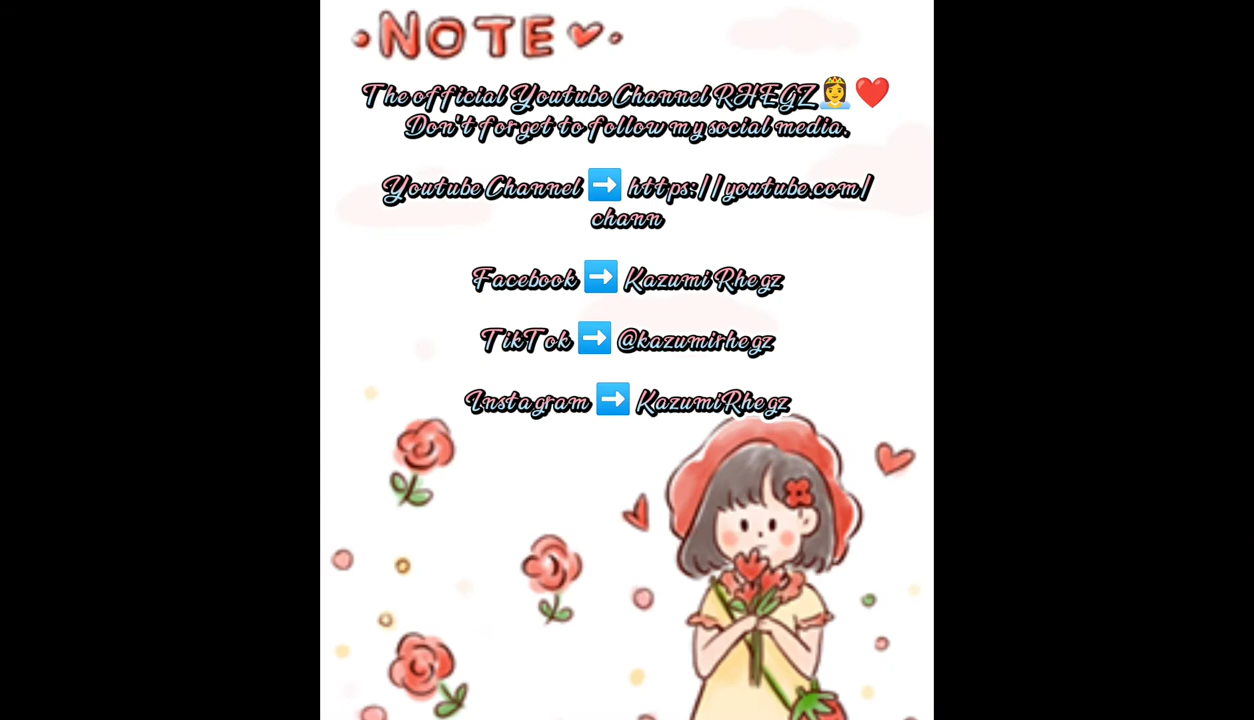 NOTE
The official Youtube Channel RHEGZ👸❤️
Don't forget to follow my social media.
Youtube Channel ➡️ https://youtube.com/
chann
Facebook ➡️ Kazumi Rhegz
TikTok ➡️ @kazumirhegz
Instagram ➡️ KazumiRhegz